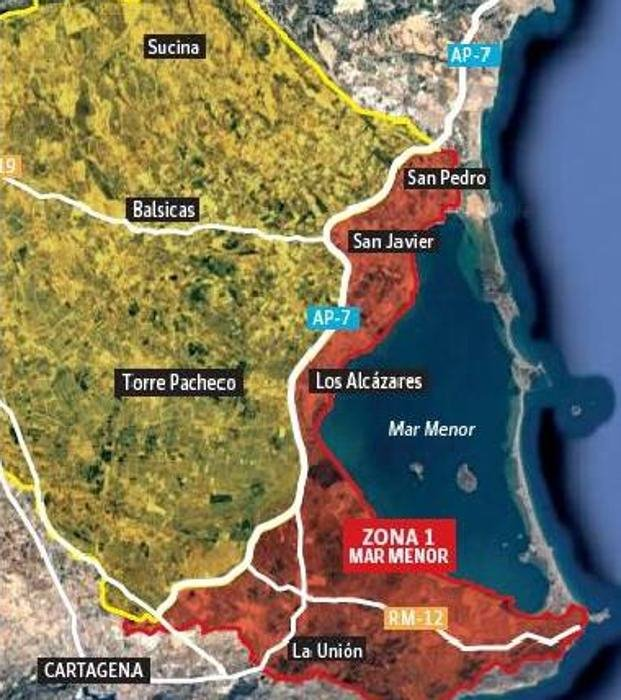 Sucina
AP-7
19
San Pedro
Balsicas
San Javier
AP-7
Torre Pacheco
Los Alcázares
Mar Menor
ZONA 1
MAR MENOR
RM-12
La Unión
CARTAGENA